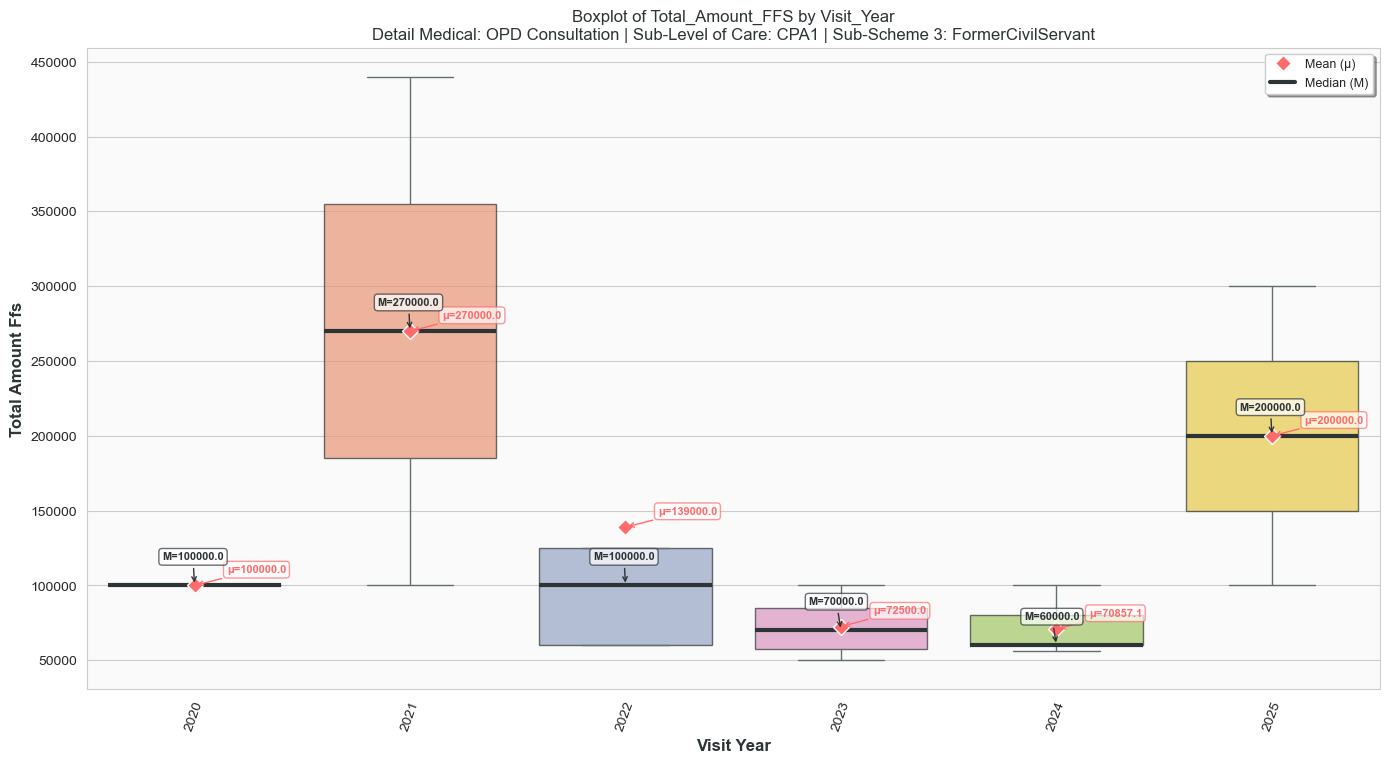 Boxplot of Total_Amount_FFS by Visit_Year
Detail Medical: OPD Consultation | Sub-Level of Care: CPA1 | Sub-Scheme 3: FormerCivilServant
Mean (μ)
Median (M)
Total Amount Ffs
450000
400000
350000
300000
250000
200000
150000
100000
50000
M=100000.0
μ=100000.0
M=270000.0
μ=270000.0
M=100000.0
μ=139000.0
M=70000.0
μ=72500.0
M=60000.0
μ=70857.1
M=200000.0
μ=200000.0
2020
2021
2022
2023
2024
2025
Visit Year